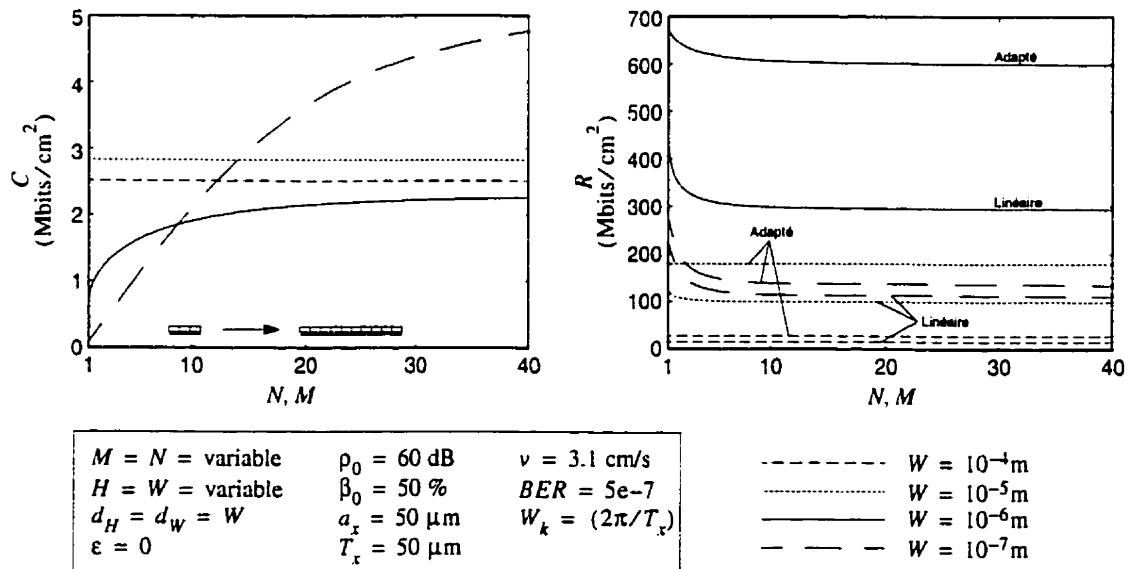 5
4
3
2
1
0
C
(Mbits/cm²)
1
10
20
30
40
N, M
700
600
500
400
300
200
100
0
R
(Mbits/cm²)
Adapté
Linéaire
Adapté
Linéaire
1
10
20
30
40
N, M
M = N = variable
H = W = variable
d_H = d_W = W
ε = 0
ρ₀ = 60 dB
β₀ = 50 %
a_x = 50 μm
T_x = 50 μm
v = 3.1 cm/s
BER = 5e-7
W_k = (2π/T_x)
W = 10⁻⁴m
W = 10⁻⁵m
W = 10⁻⁶m
W = 10⁻⁷m